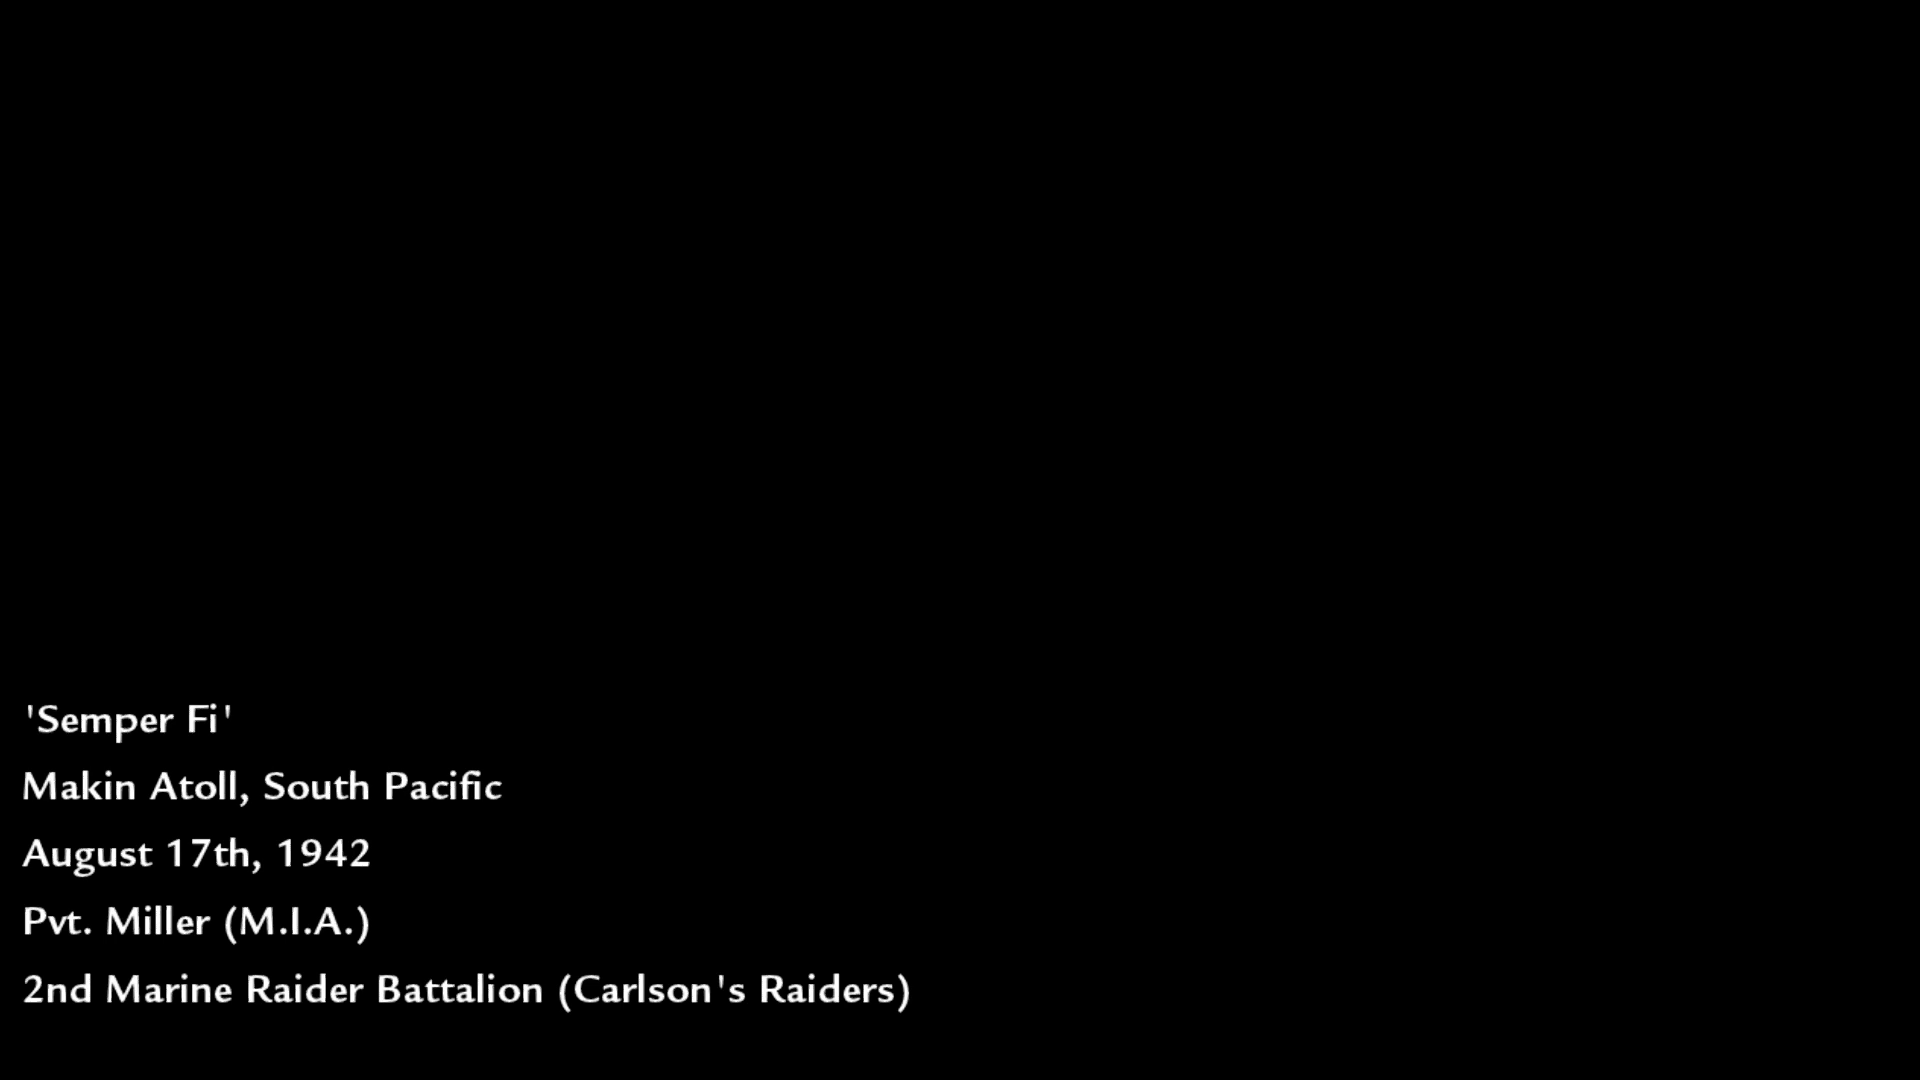 'Semper Fi'
Makin Atoll, South Pacific
August 17th, 1942
Pvt. Miller (M.I.A.)
2nd Marine Raider Battalion (Carlson's Raiders)